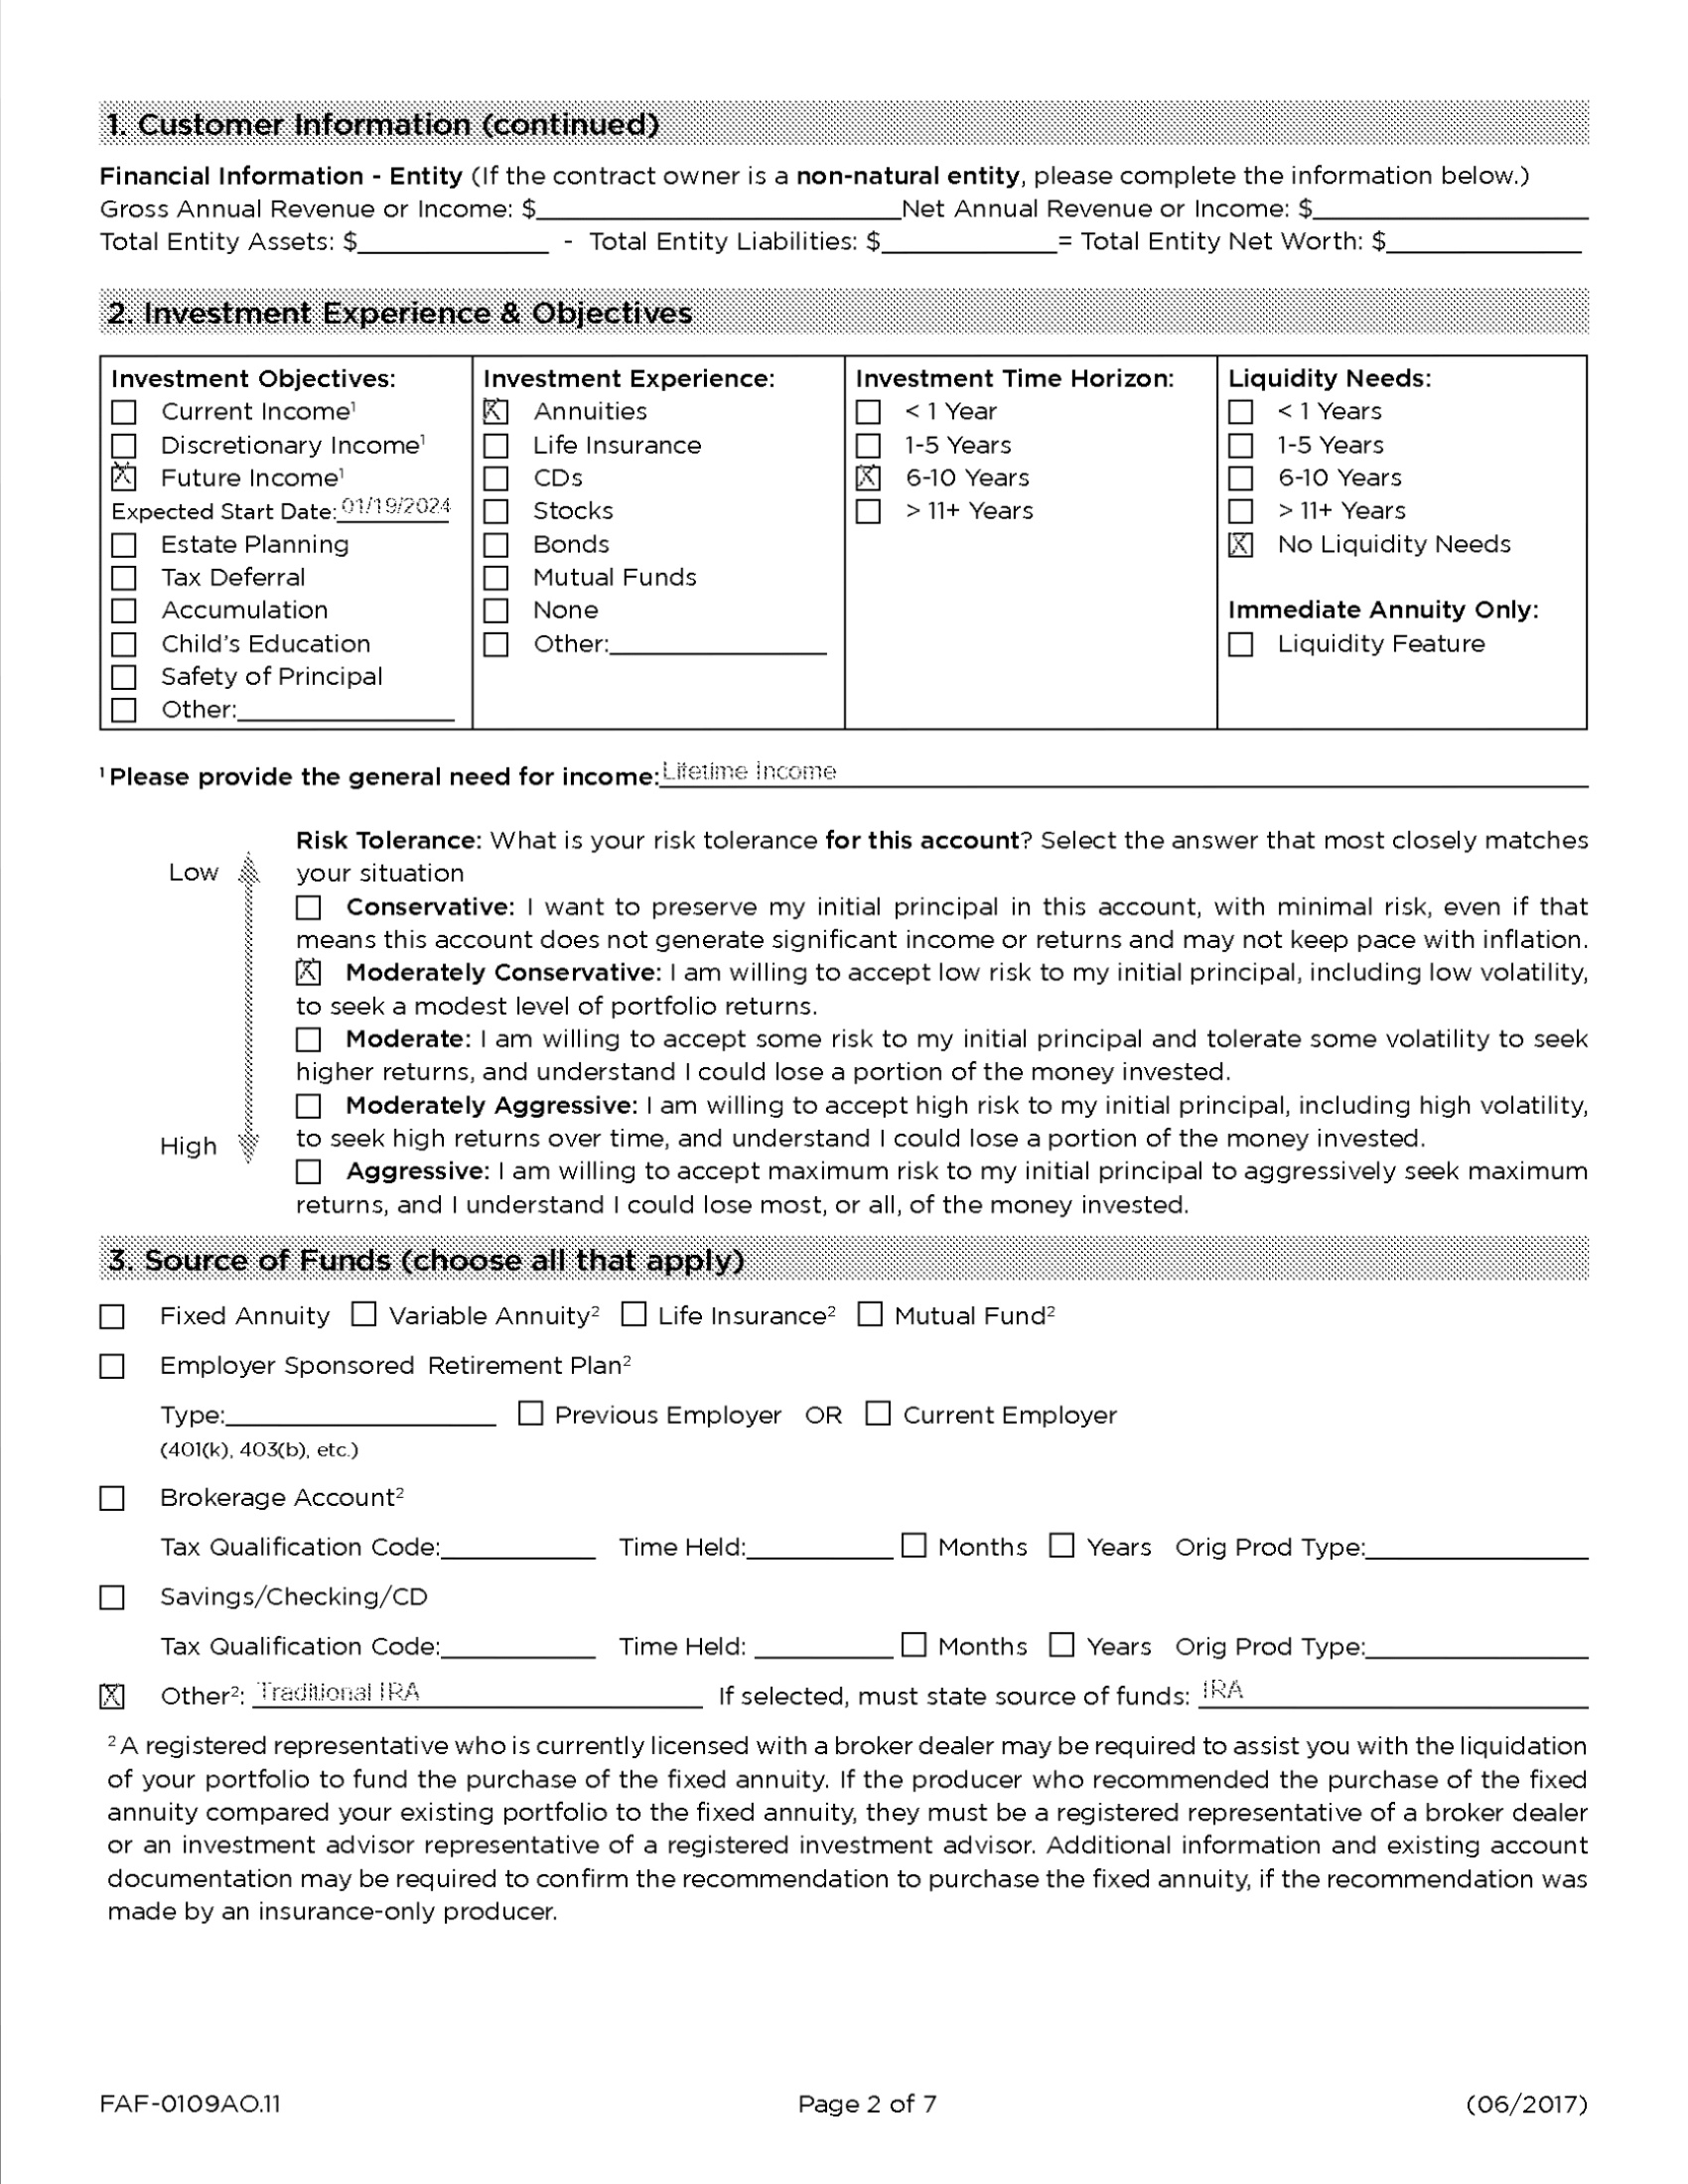 1. Customer Information (continued)
Financial Information - Entity (If the contract owner is a non-natural entity, please complete the information below.)
Gross Annual Revenue or Income: $ Net Annual Revenue or Income: $
Total Entity Assets: $ - Total Entity Liabilities: $ = Total Entity Net Worth: $
2. Investment Experience & Objectives
Investment Objectives:
Current Income¹
Discretionary Income¹
X Future Income¹
Expected Start Date: 01/19/2024
Estate Planning
Tax Deferral
Accumulation
Child's Education
Safety of Principal
Other:
Investment Experience:
X Annuities
Life Insurance
CDs
Stocks
Bonds
Mutual Funds
None
Other:
Investment Time Horizon:
< 1 Year
1-5 Years
X 6-10 Years
> 11+ Years
Liquidity Needs:
< 1 Years
1-5 Years
6-10 Years
> 11+ Years
X No Liquidity Needs
Immediate Annuity Only:
Liquidity Feature
¹ Please provide the general need for income: Lifetime Income
Low
High
Risk Tolerance: What is your risk tolerance for this account? Select the answer that most closely matches
your situation
Conservative: I want to preserve my initial principal in this account, with minimal risk, even if that
means this account does not generate significant income or returns and may not keep pace with inflation.
X Moderately Conservative: I am willing to accept low risk to my initial principal, including low volatility,
to seek a modest level of portfolio returns.
Moderate: I am willing to accept some risk to my initial principal and tolerate some volatility to seek
higher returns, and understand I could lose a portion of the money invested.
Moderately Aggressive: I am willing to accept high risk to my initial principal, including high volatility,
to seek high returns over time, and understand I could lose a portion of the money invested.
Aggressive: I am willing to accept maximum risk to my initial principal to aggressively seek maximum
returns, and I understand I could lose most, or all, of the money invested.
3. Source of Funds (choose all that apply)
Fixed Annuity Variable Annuity² Life Insurance² Mutual Fund²
Employer Sponsored Retirement Plan²
Type: Previous Employer OR Current Employer
(401(k), 403(b), etc.)
Brokerage Account²
Tax Qualification Code: Time Held: Months Years Orig Prod Type:
Savings/Checking/CD
Tax Qualification Code: Time Held: Months Years Orig Prod Type:
X Other²: Traditional IRA If selected, must state source of funds: IRA
² A registered representative who is currently licensed with a broker dealer may be required to assist you with the liquidation
of your portfolio to fund the purchase of the fixed annuity. If the producer who recommended the purchase of the fixed
annuity compared your existing portfolio to the fixed annuity, they must be a registered representative of a broker dealer
or an investment advisor representative of a registered investment advisor. Additional information and existing account
documentation may be required to confirm the recommendation to purchase the fixed annuity, if the recommendation was
made by an insurance-only producer.
FAF-0109AO.11 Page 2 of 7 (06/2017)